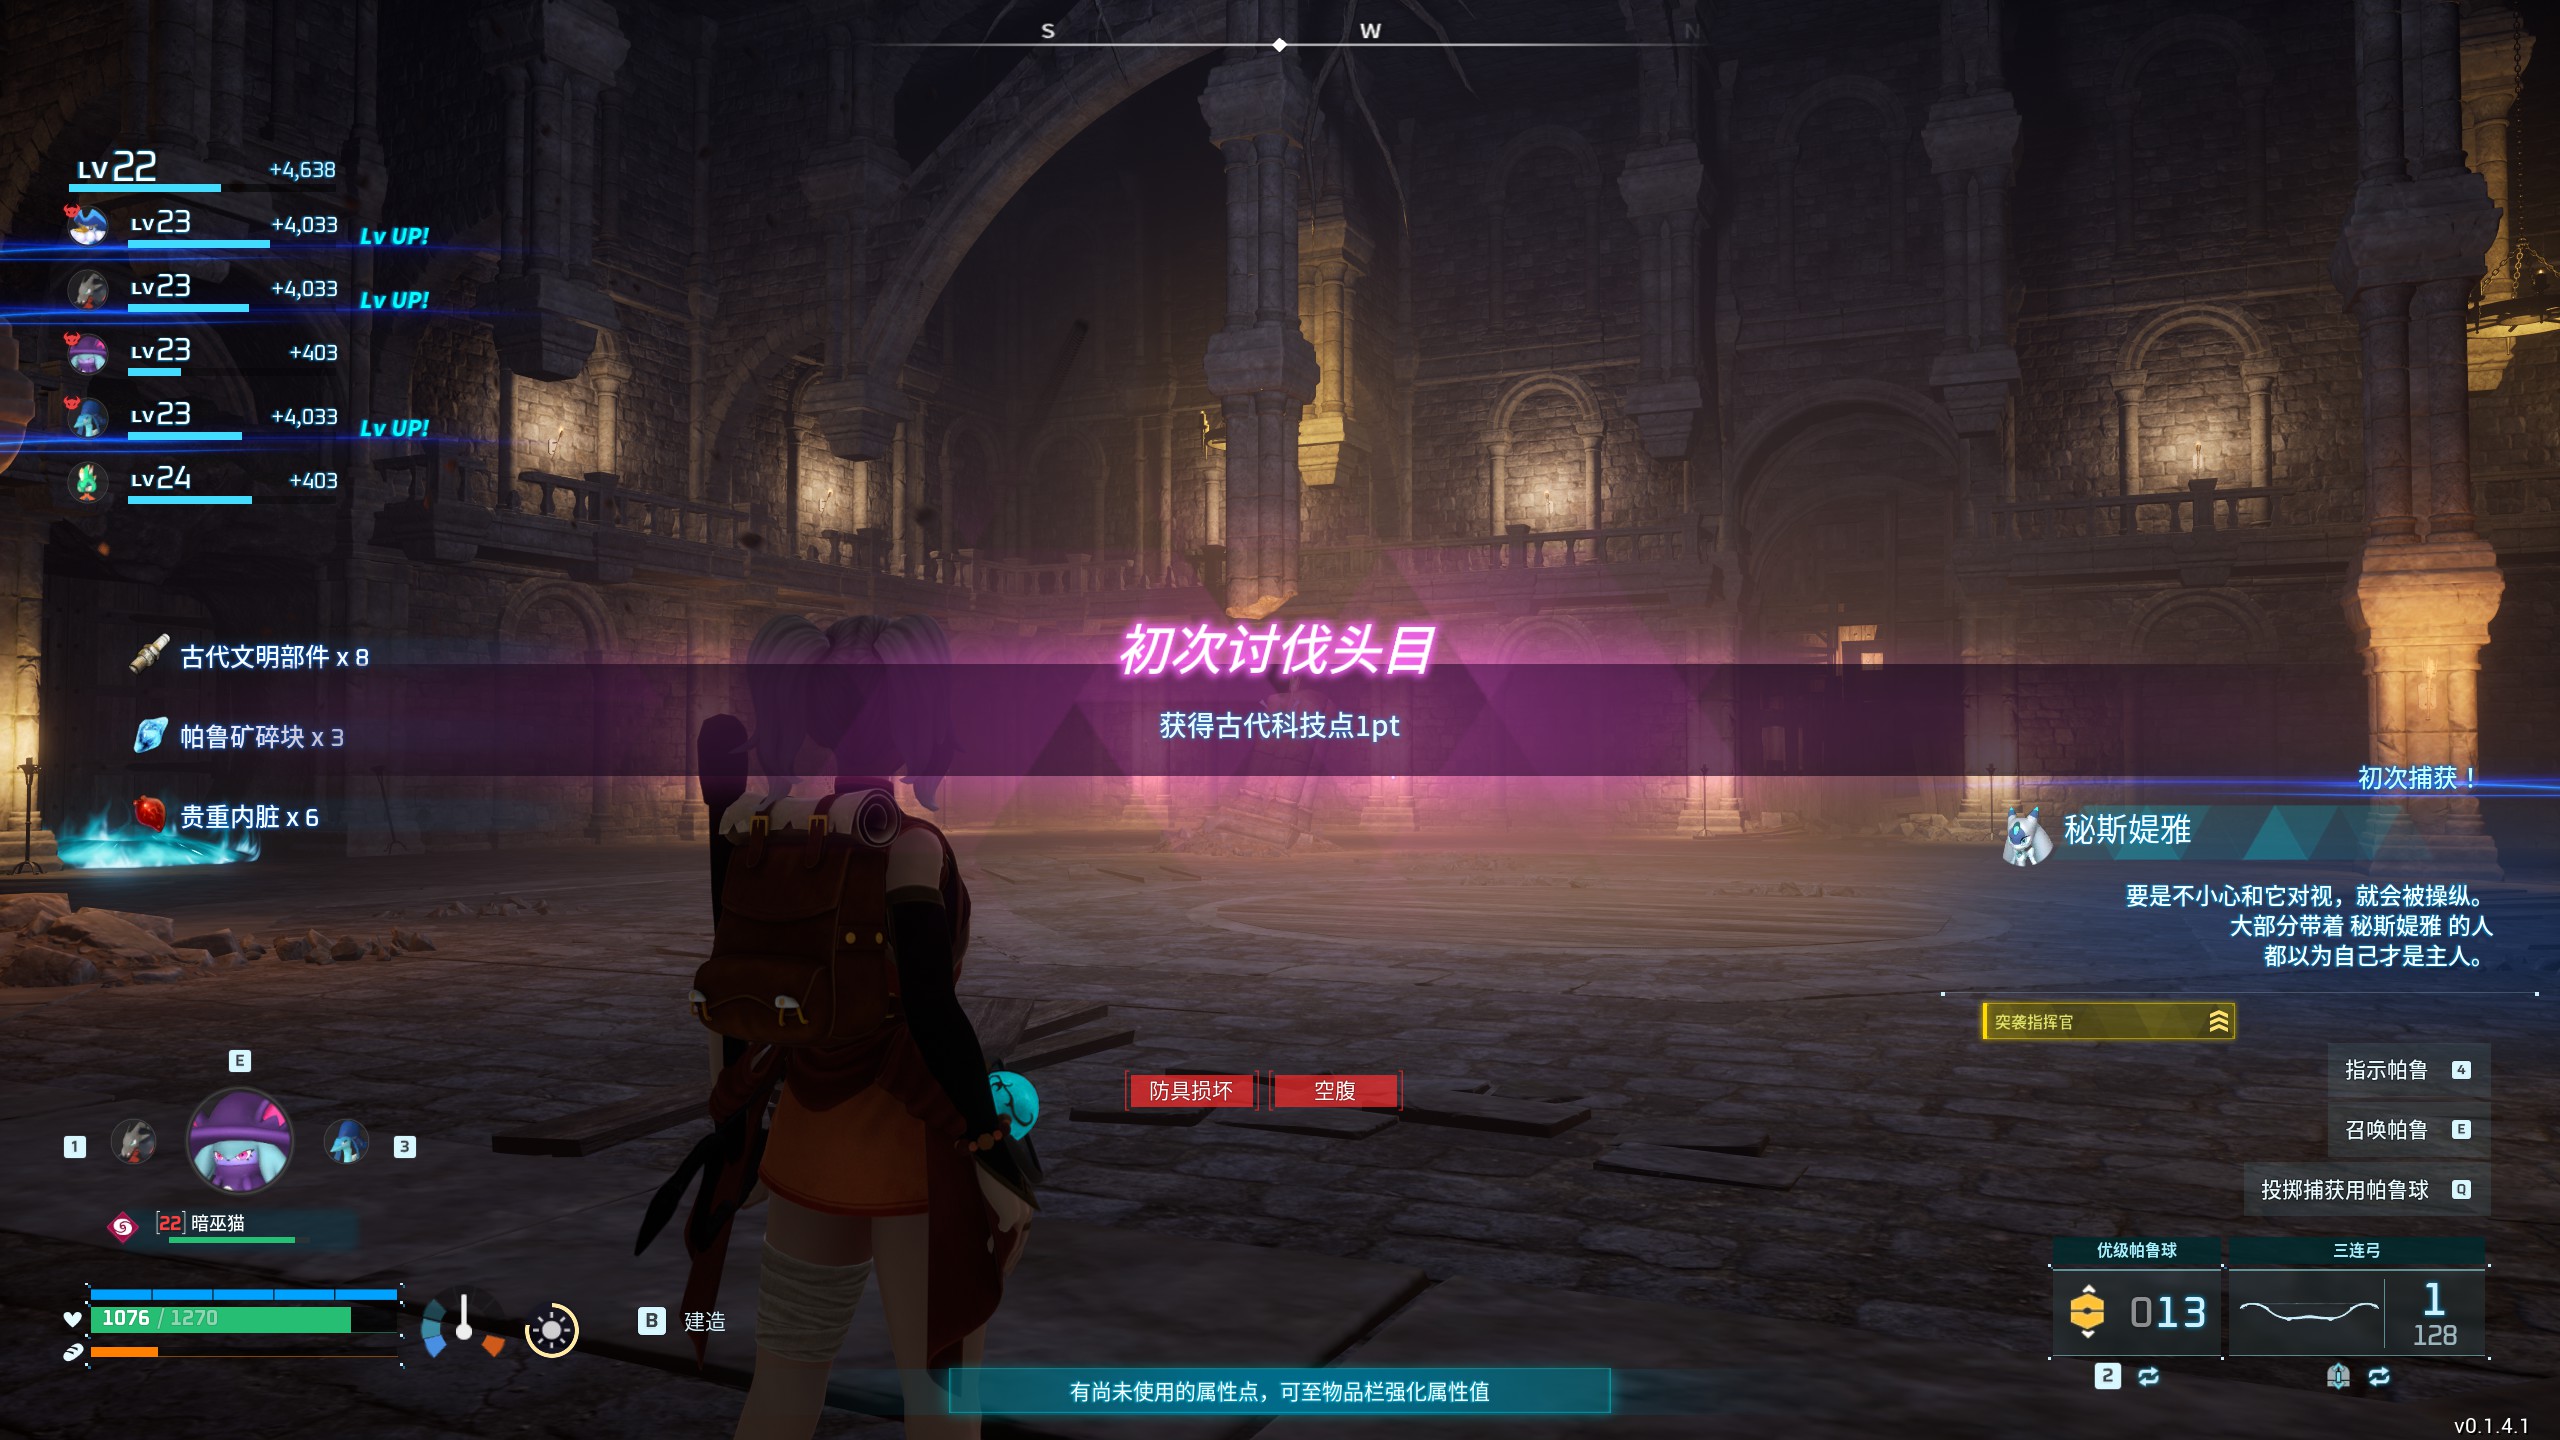 S
W
N
LV22 +4,638
LV23 +4,033 Lv UP!
LV23 +4,033 Lv UP!
LV23 +403
LV23 +4,033 Lv UP!
LV24 +403
初次讨伐头目
获得古代科技点1pt
古代文明部件 x 8
帕鲁矿碎块 x 3
贵重内脏 x 6
初次捕获！
秘斯媞雅
要是不小心和它对视，就会被操纵。
大部分带着 秘斯媞雅 的人
都以为自己才是主人。
突袭指挥官
指示帕鲁 4
召唤帕鲁 E
投掷捕获用帕鲁球 Q
防具损坏 空腹
E
1
3
[22] 暗巫猫
1076 / 1270
B 建造
优级帕鲁球
013
2
三连弓
1
128
有尚未使用的属性点，可至物品栏强化属性值
v0.1.4.1